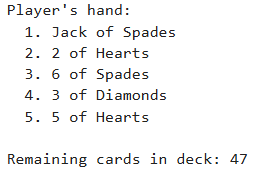 Player's hand:
1. Jack of Spades
2. 2 of Hearts
3. 6 of Spades
4. 3 of Diamonds
5. 5 of Hearts
Remaining cards in deck: 47